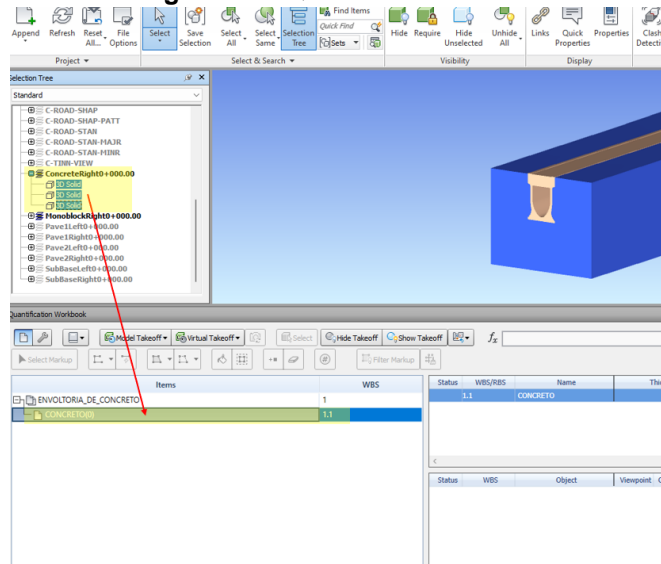 Append Refresh Reset All... File Options Select Save Selection Select All Select Same Selection Tree Find Items Quick Find Sets Hide Require Hide Unselected Unhide All Links Quick Properties Properties Clash
Project Select & Search Visibility Display
Selection Tree
Standard
C-ROAD-SHAP
C-ROAD-SHAP-PATT
C-ROAD-STAN
C-ROAD-STAN-MAJR
C-ROAD-STAN-MINR
C-TINN-VIEW
ConcreteRight0+000.00
3D Solid
3D Solid
3D Solid
MonoblockRight0+000.00
Pave1Left0+000.00
Pave1Right0+000.00
Pave2Left0+000.00
Pave2Right0+000.00
SubBaseLeft0+000.00
SubBaseRight0+000.00
Quantification Workbook
Model Takeoff Virtual Takeoff Select Hide Takeoff Show Takeoff fx
Select Markup Filter Markup
Items WBS Status WBS/RBS Name
ENVOLTORIA_DE_CONCRETO 1 1.1 CONCRETO
CONCRETO(0) 1.1
Status WBS Object Viewpoint